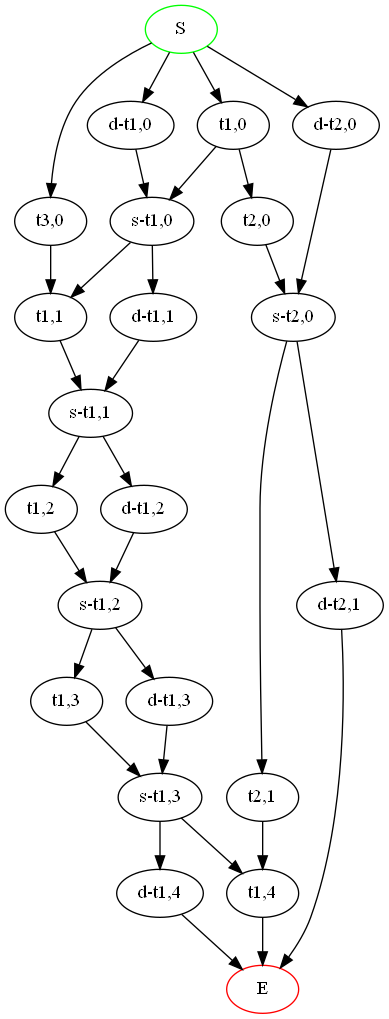 S
d-t1,0
t1,0
d-t2,0
t3,0
s-t1,0
t2,0
t1,1
d-t1,1
s-t2,0
s-t1,1
t1,2
d-t1,2
s-t1,2
d-t2,1
t1,3
d-t1,3
s-t1,3
t2,1
d-t1,4
t1,4
E